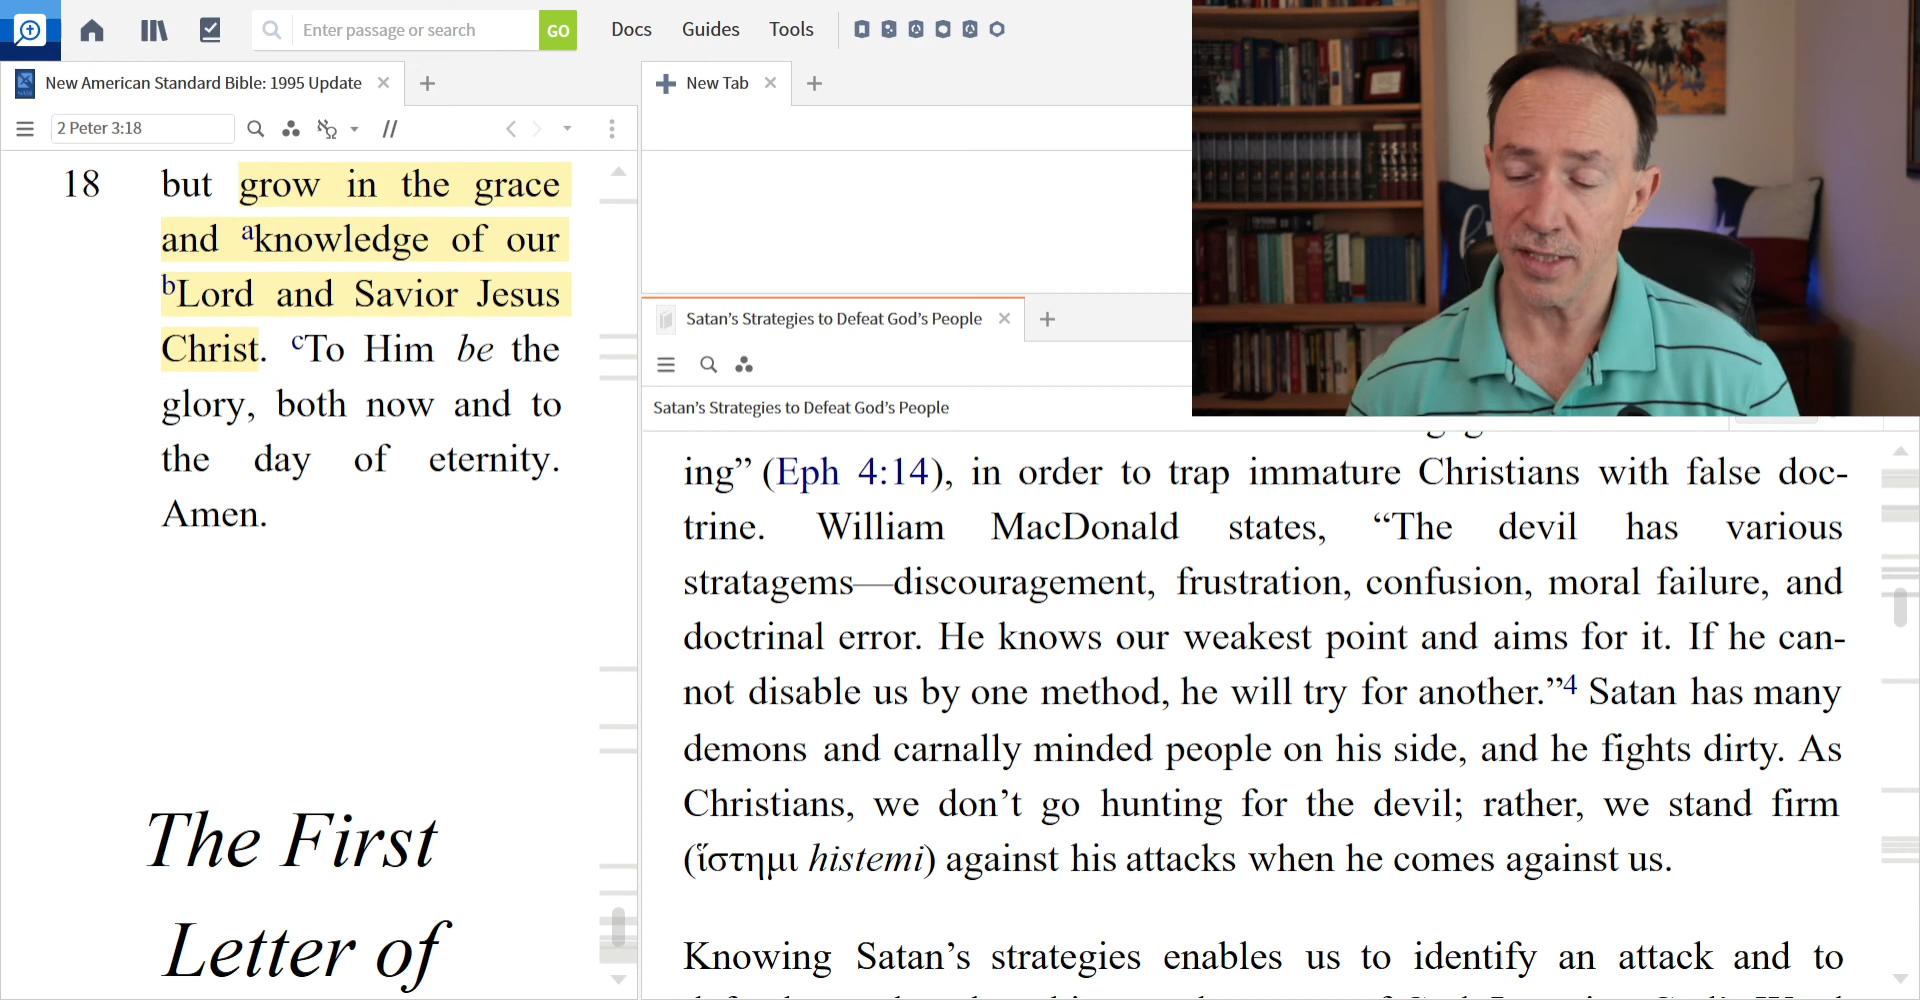 Enter passage or search
GO
Docs
Guides
Tools
New American Standard Bible: 1995 Update
New Tab
2 Peter 3:18
18 but grow in the grace
and aknowledge of our
bLord and Savior Jesus
Christ. cTo Him be the
glory, both now and to
the day of eternity.
Amen.
The First
Letter of
Satan’s Strategies to Defeat God’s People
Satan’s Strategies to Defeat God’s People
ing” (Eph 4:14), in order to trap immature Christians with false doc-
trine. William MacDonald states, “The devil has various
stratagems—discouragement, frustration, confusion, moral failure, and
doctrinal error. He knows our weakest point and aims for it. If he can-
not disable us by one method, he will try for another.”4 Satan has many
demons and carnally minded people on his side, and he fights dirty. As
Christians, we don’t go hunting for the devil; rather, we stand firm
(ἵστημι histemi) against his attacks when he comes against us.
Knowing Satan’s strategies enables us to identify an attack and to